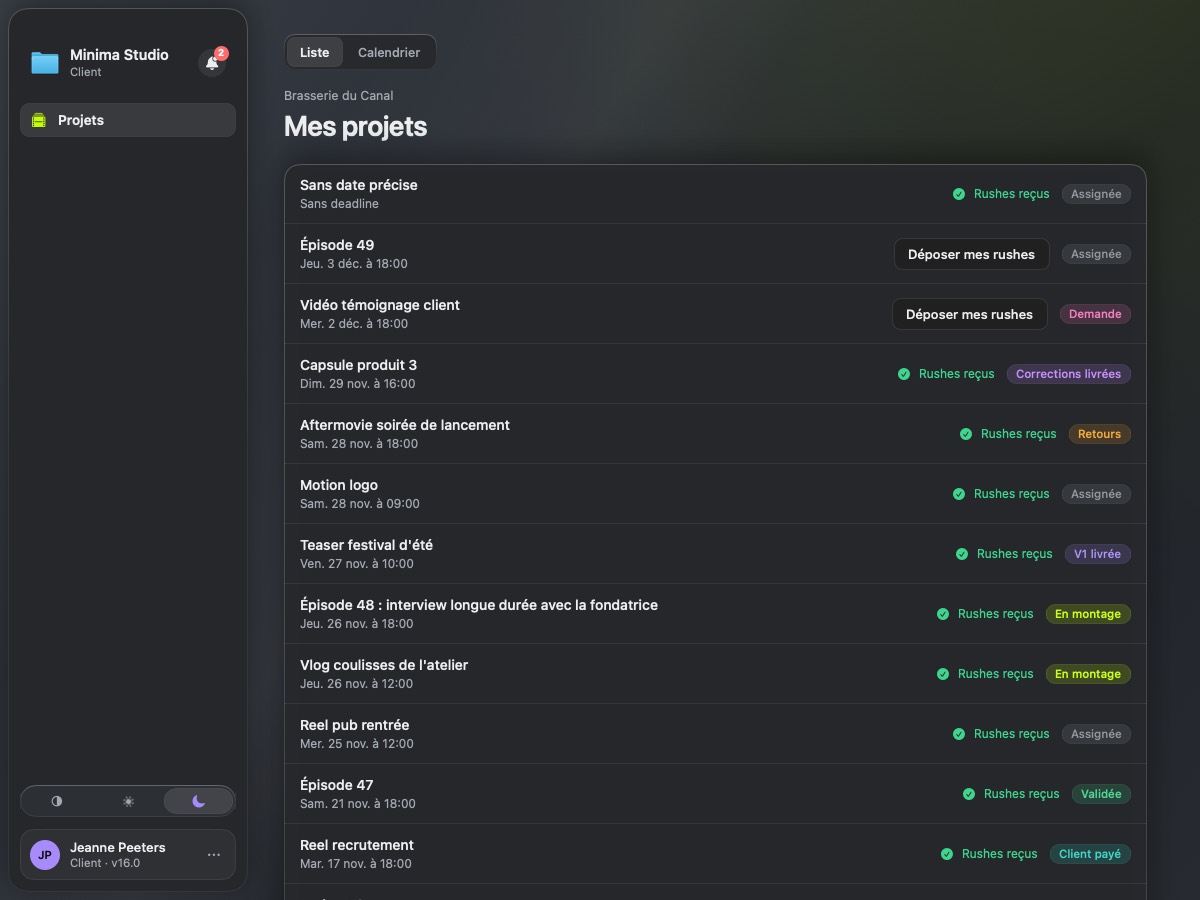 Minima Studio
Client
2
Projets
Liste
Calendrier
Brasserie du Canal
Mes projets
Sans date précise
Sans deadline
Rushes reçus
Assignée
Épisode 49
Jeu. 3 déc. à 18:00
Déposer mes rushes
Assignée
Vidéo témoignage client
Mer. 2 déc. à 18:00
Déposer mes rushes
Demande
Capsule produit 3
Dim. 29 nov. à 16:00
Rushes reçus
Corrections livrées
Aftermovie soirée de lancement
Sam. 28 nov. à 18:00
Rushes reçus
Retours
Motion logo
Sam. 28 nov. à 09:00
Rushes reçus
Assignée
Teaser festival d'été
Ven. 27 nov. à 10:00
Rushes reçus
V1 livrée
Épisode 48 : interview longue durée avec la fondatrice
Jeu. 26 nov. à 18:00
Rushes reçus
En montage
Vlog coulisses de l'atelier
Jeu. 26 nov. à 12:00
Rushes reçus
En montage
Reel pub rentrée
Mer. 25 nov. à 12:00
Rushes reçus
Assignée
Épisode 47
Sam. 21 nov. à 18:00
Rushes reçus
Validée
Reel recrutement
Mar. 17 nov. à 18:00
Rushes reçus
Client payé
JP
Jeanne Peeters
Client · v16.0